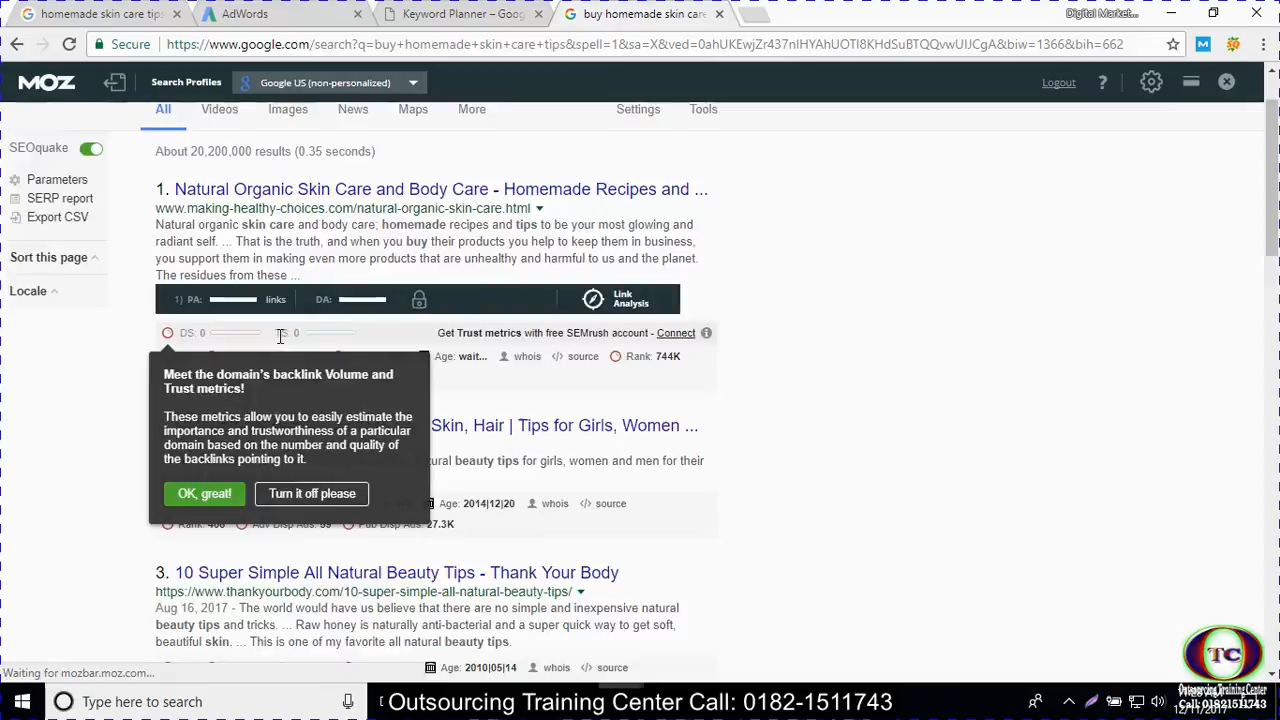 homemade skin care tips
AdWords
Keyword Planner – Goog
buy homemade skin care
Digital Market...
Secure
https://www.google.com/search?q=buy+homemade+skin+care+tips&spell=1&sa=X&ved=0ahUKEwjZr437nIHYAhUOTI8KHdSuBTQQvwUIJCgA&biw=1366&bih=662
MOZ
Search Profiles
Google US (non-personalized)
Logout
?
All
Videos
Images
News
Maps
More
Settings
Tools
SEOquake
Parameters
SERP report
Export CSV
Sort this page
Locale
About 20,200,000 results (0.35 seconds)
1. Natural Organic Skin Care and Body Care - Homemade Recipes and ...
www.making-healthy-choices.com/natural-organic-skin-care.html
Natural organic skin care and body care; homemade recipes and tips to be your most glowing and
radiant self. ... That is the truth, and when you buy their products you help to keep them in business,
you support them in making even more products that are unhealthy and harmful to us and the planet.
The residues from these ...
1) PA: links DA: Link Analysis
DS: 0
TS: 0
Get Trust metrics with free SEMrush account - Connect
Age: wait... whois source Rank: 744K
Meet the domain's backlink Volume and
Trust metrics!
These metrics allow you to easily estimate the
importance and trustworthiness of a particular
domain based on the number and quality of
the backlinks pointing to it.
OK, great!
Turn it off please
Skin, Hair | Tips for Girls, Women ...
beauty tips for girls, women and men for their
Age: 2014|12|20 whois source
27.3K
3. 10 Super Simple All Natural Beauty Tips - Thank Your Body
https://www.thankyourbody.com/10-super-simple-all-natural-beauty-tips/
Aug 16, 2017 - The world would have us believe that there are no simple and inexpensive natural
beauty tips and tricks. ... Raw honey is naturally anti-bacterial and a super quick way to get soft,
beautiful skin. ... This is one of my favorite all natural beauty tips.
Age: 2010|05|14 whois source
Waiting for mozbar.moz.com...
TC
Outsourcing Training Center
Call: 01821511743
Type here to search
Outsourcing Training Center Call: 0182-1511743